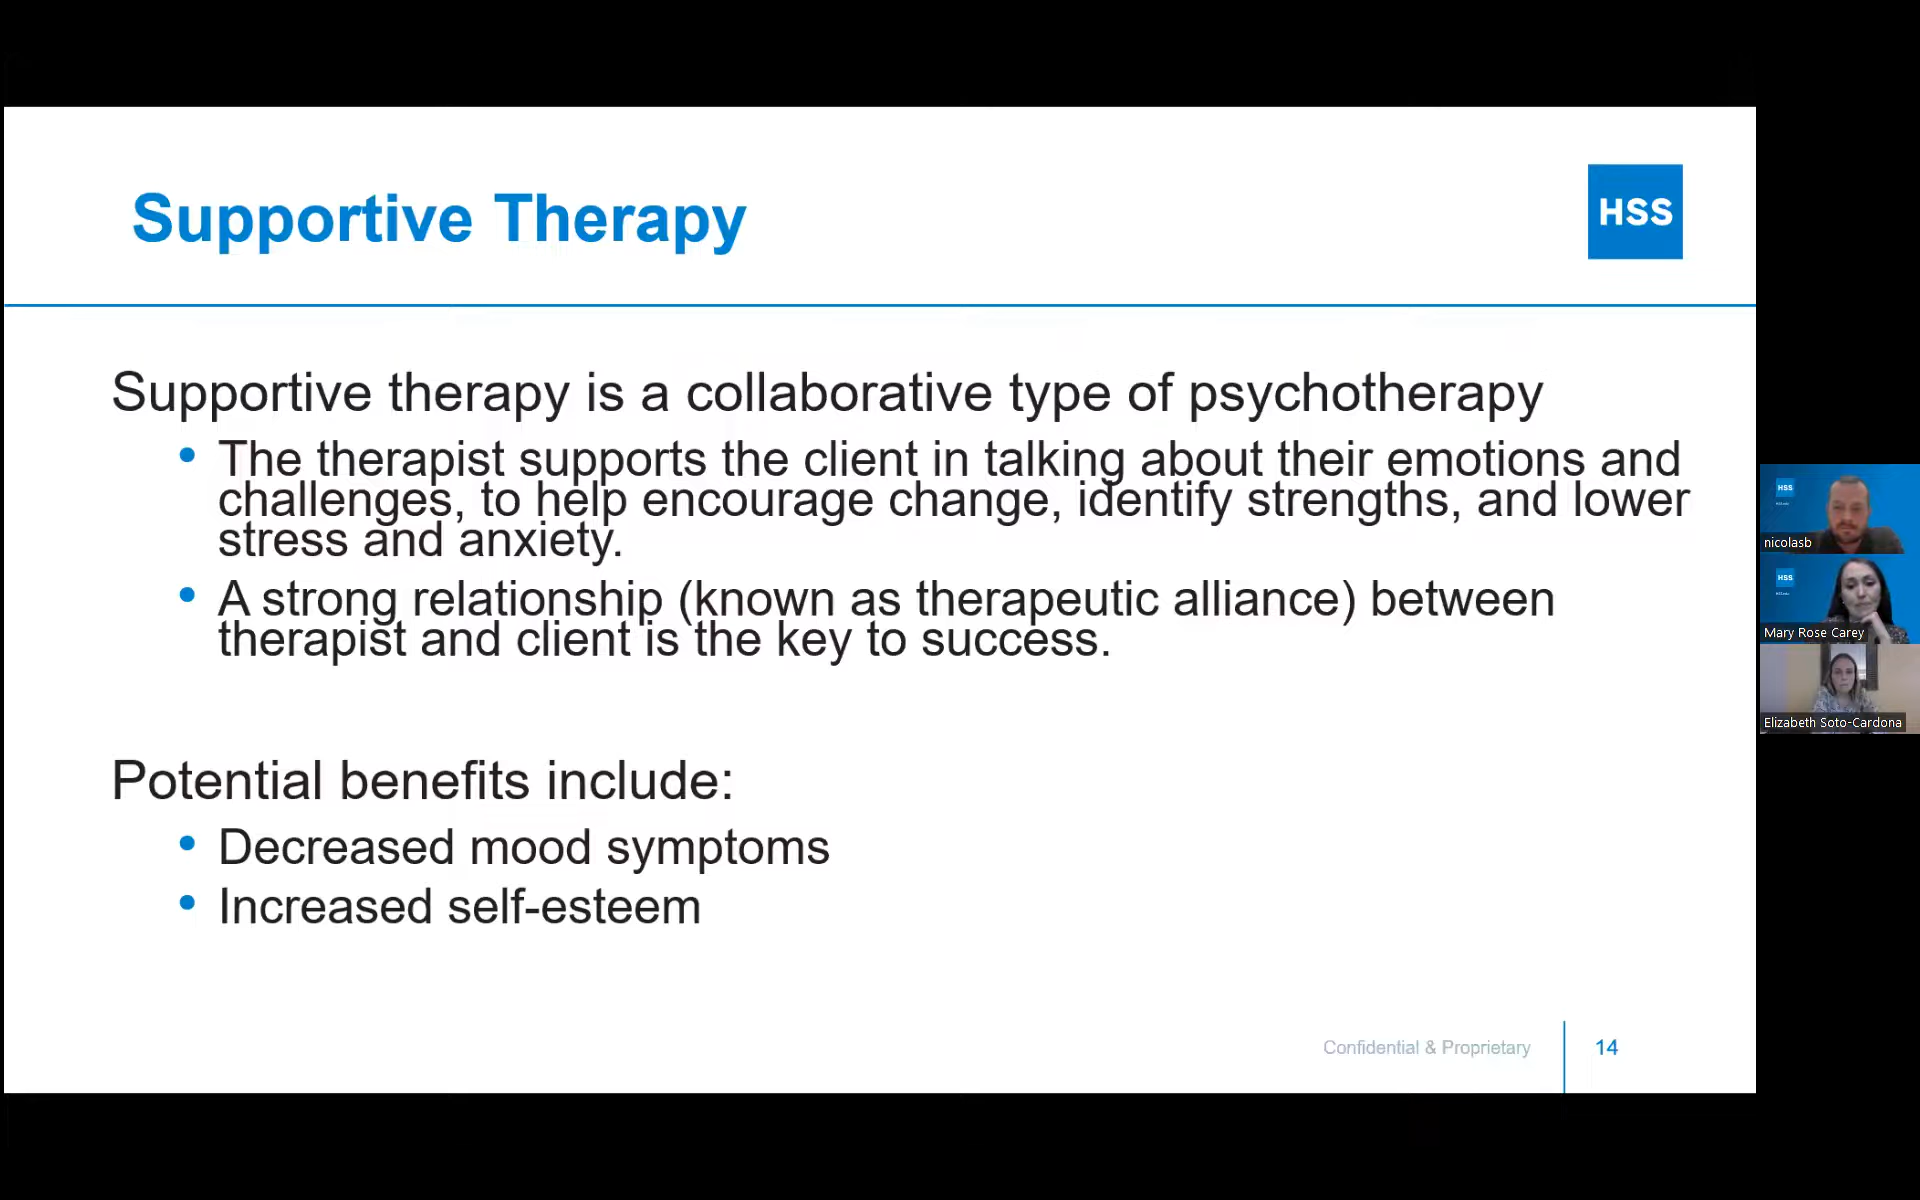 Supportive Therapy
HSS
Supportive therapy is a collaborative type of psychotherapy
• The therapist supports the client in talking about their emotions and
challenges, to help encourage change, identify strengths, and lower
stress and anxiety.
• A strong relationship (known as therapeutic alliance) between
therapist and client is the key to success.
Potential benefits include:
• Decreased mood symptoms
• Increased self-esteem
Confidential & Proprietary
14
HSS
nicolasb
HSS
Mary Rose Carey
Elizabeth Soto-Cardona